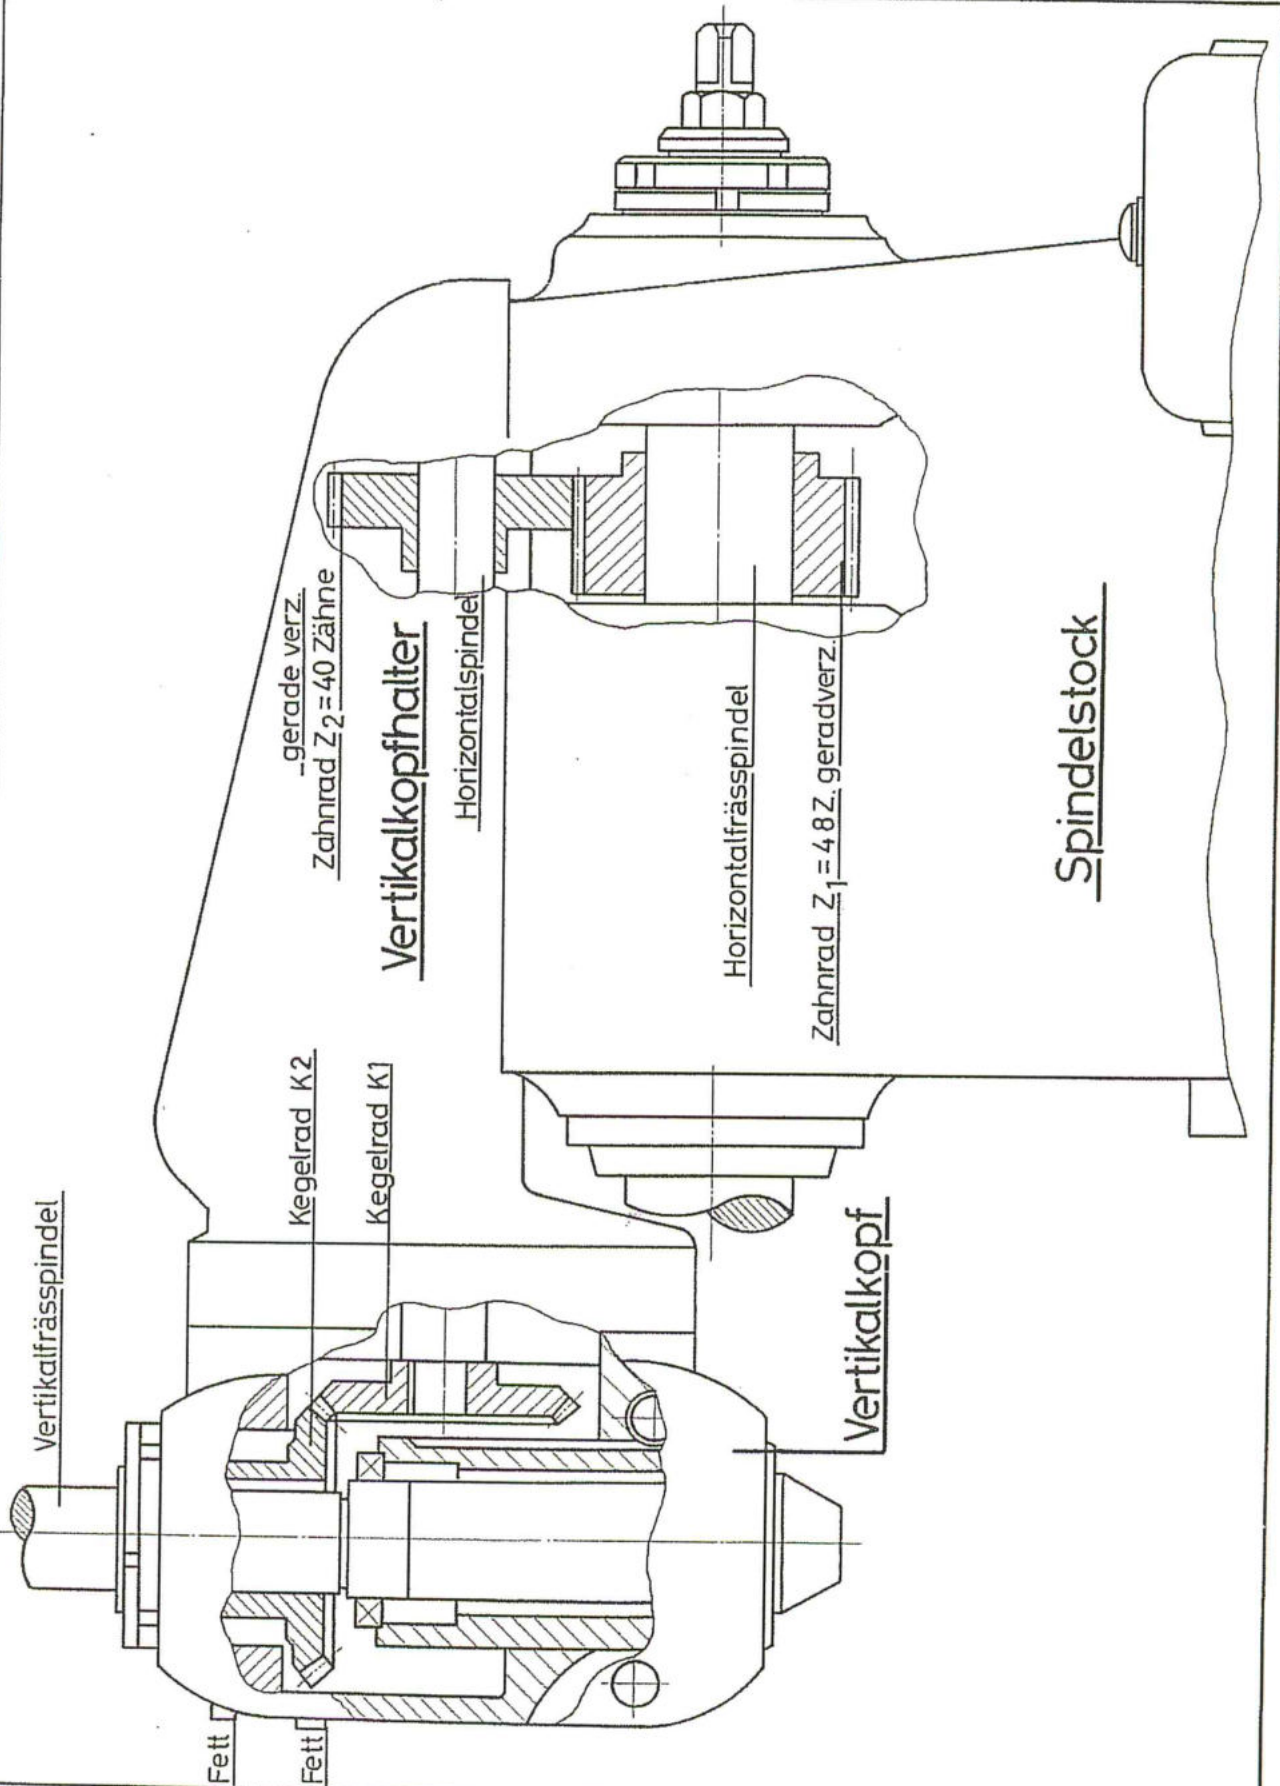 Vertikalfrässpindel
Kegelrad K2
Kegelrad K1
gerade verz.
Zahnrad Z2=40 Zähne
Vertikalkopfhalter
Horizontalspindel
Horizontalfrässpindel
Zahnrad Z1=48Z. geradverz.
Spindelstock
Vertikalkopf
Fett
Fett